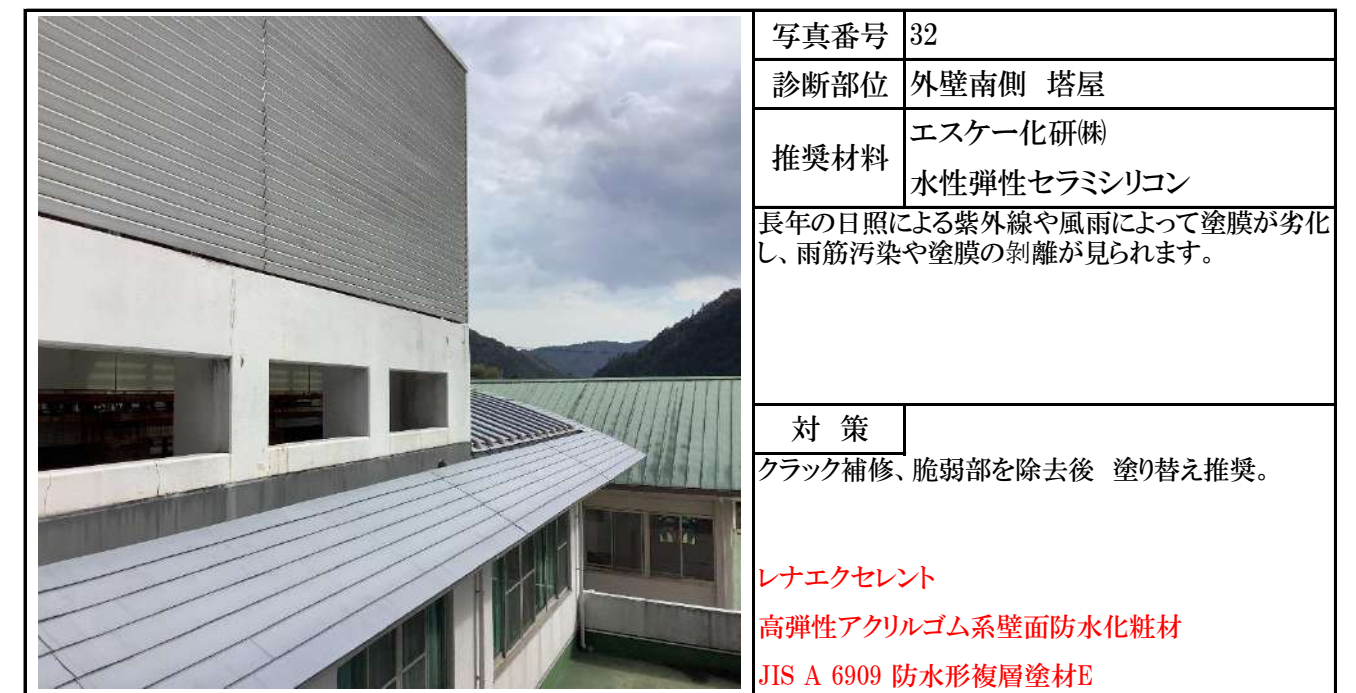 写真番号 32
診断部位 外壁南側 塔屋
推奨材料 エスケー化研㈱
水性弾性セラミシリコン
長年の日照による紫外線や風雨によって塗膜が劣化
し、雨筋汚染や塗膜の剝離が見られます。
対 策
クラック補修、脆弱部を除去後 塗り替え推奨。
レナエクセレント
高弾性アクリルゴム系壁面防水化粧材
JIS A 6909 防水形複層塗材E